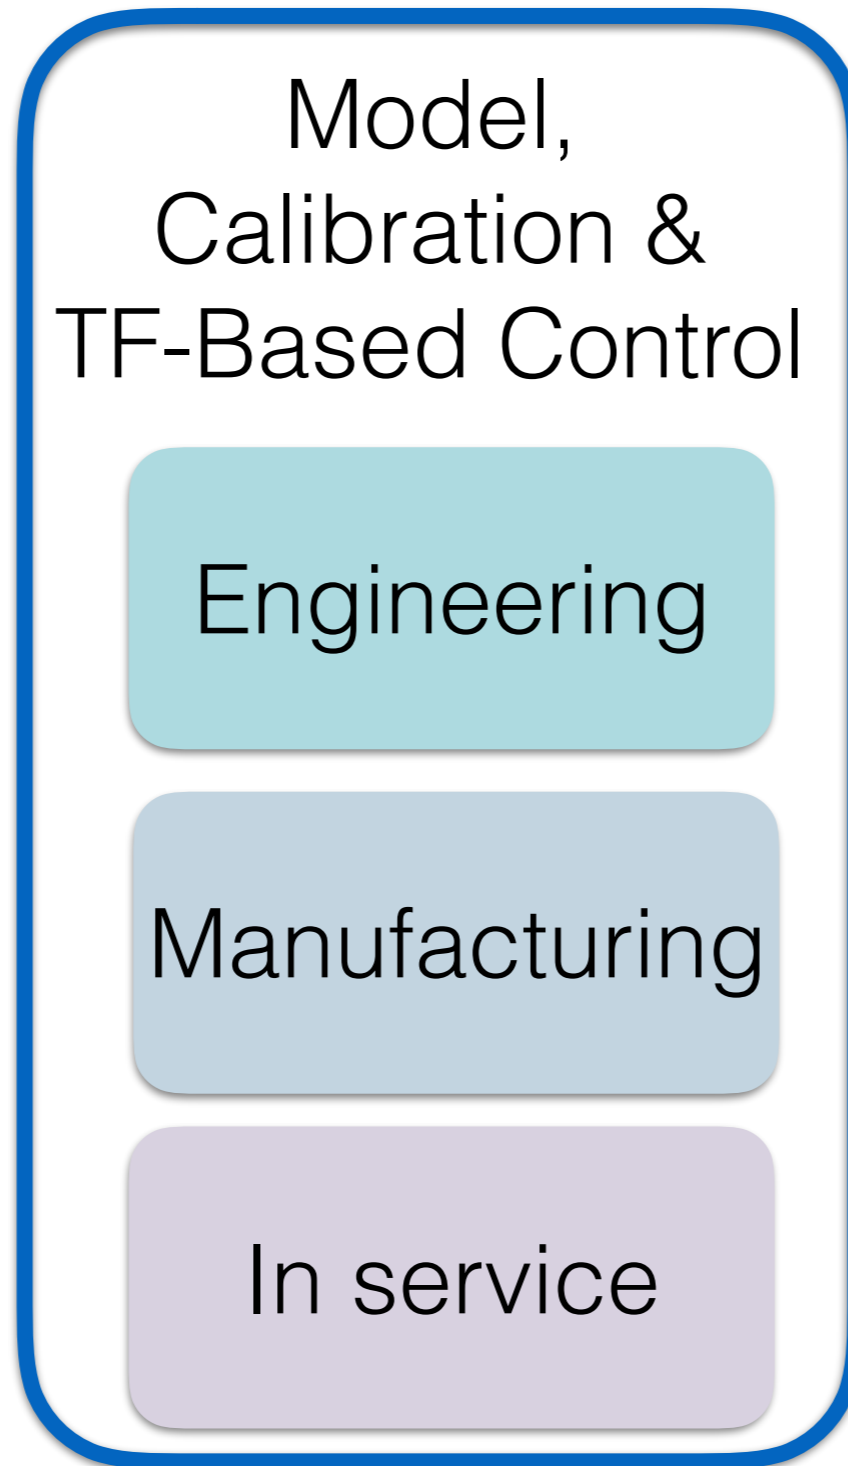 Model,
Calibration &
TF-Based Control
Engineering
Manufacturing
In service